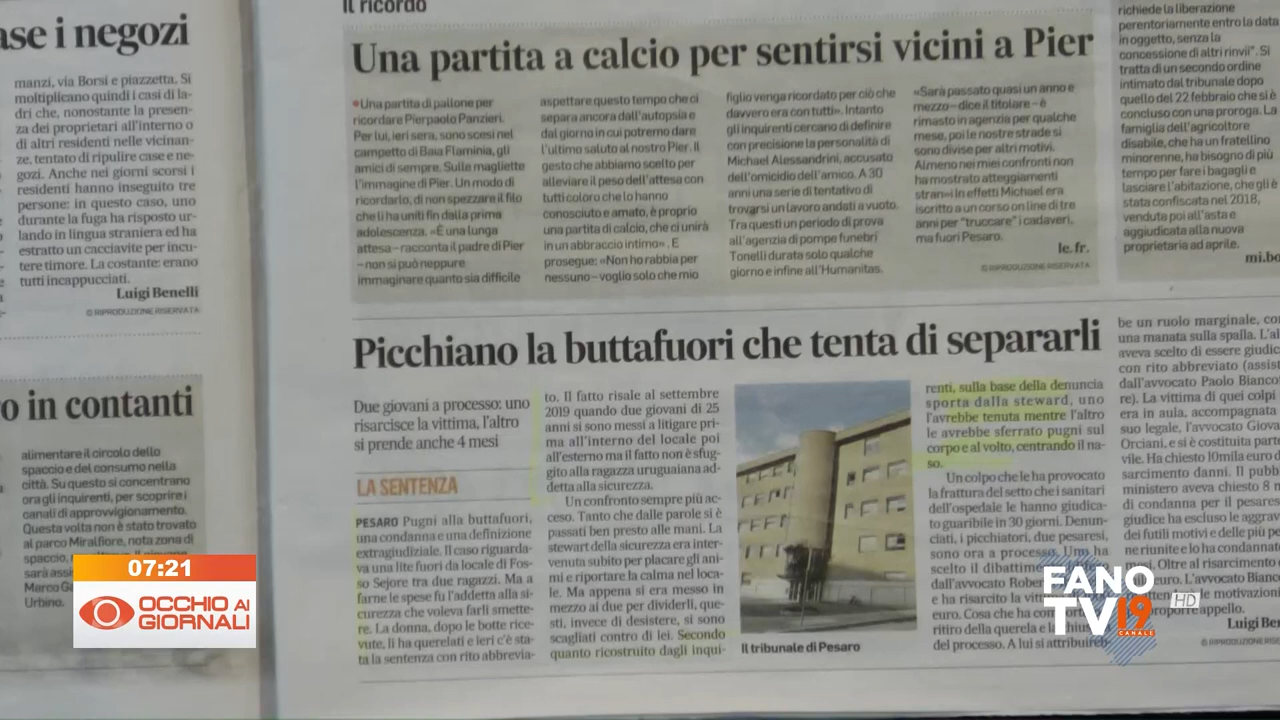 ase i negozi
manzi, via Borsi e piazzetta. Si
moltiplicano quindi i casi di la-
dri che, nonostante la presen-
za dei proprietari all'interno o
di altri residenti nelle vicinan-
ze, tentato di ripulire case e ne-
gozi. Anche nei giorni scorsi i
residenti hanno inseguito tre
persone: in questo caso, uno
durante la fuga ha risposto ur-
lando in lingua straniera ed ha
estratto un cacciavite per incu-
tere timore. La costante: erano
tutti incappucciati.
Luigi Benelli
© RIPRODUZIONE RISERVATA
o in contanti
alimentare il circolo dello
spaccio e del consumo nella
città. Su questo si concentrano
ora gli inquirenti, per scoprire i
canali di approvvigionamento.
Questa volta non è stato trovato
al parco Miralfiore, nota zona di
spaccio,
sarà assi
Marco Ga
Urbino.
Il ricordo
Una partita a calcio per sentirsi vicini a Pier
Una partita di pallone per
ricordare Pierpaolo Panzieri.
Per lui, ieri sera, sono scesi nel
campetto di Baia Flaminia, gli
amici di sempre. Sulle magliette
l'immagine di Pier. Un modo di
ricordarlo, di non spezzare il filo
che li ha uniti fin dalla prima
adolescenza. «È una lunga
attesa – racconta il padre di Pier
– non si può neppure
immaginare quanto sia difficile
aspettare questo tempo che ci
separa ancora dall'autopsia e
dal giorno in cui potremo dare
l'ultimo saluto al nostro Pier. Il
gesto che abbiamo scelto per
alleviare il peso dell'attesa con
tutti coloro che lo hanno
conosciuto e amato, è proprio
una partita di calcio, che ci unirà
in un abbraccio intimo». E
prosegue: «Non ho rabbia per
nessuno – voglio solo che mio
figlio venga ricordato per ciò che
davvero era con tutti». Intanto
gli inquirenti cercano di definire
con precisione la personalità di
Michael Alessandrini, accusato
dell'omicidio dell'amico. A 30
anni una serie di tentativo di
trovarsi un lavoro andati a vuoto.
Tra questi un periodo di prova
all'agenzia di pompe funebri
Tonelli durato solo qualche
giorno e infine all'Humanitas.
«Sarà passato quasi un anno e
mezzo – dice il titolare – è
rimasto in agenzia per qualche
mese, poi le nostre strade si
sono divise per altri motivi.
Almeno nei miei confronti non
ha mostrato atteggiamenti
strani» In effetti Michael era
iscritto a un corso on line di tre
anni per "truccare" i cadaveri,
ma fuori Pesaro.
le. fr.
© RIPRODUZIONE RISERVATA
richiede la liberazione
perentoriamente entro la data
in oggetto, senza la
concessione di altri rinvii". Si
tratta di un secondo ordine
intimato dal tribunale dopo
quello del 22 febbraio che si è
concluso con una proroga. La
famiglia dell'agricoltore
disabile, che ha un fratellino
minorenne, ha bisogno di più
tempo per fare i bagagli e
lasciare l'abitazione, che gli è
stata confiscata nel 2018,
venduta poi all'asta e
aggiudicata alla nuova
proprietaria ad aprile.
mi.bo
Picchiano la buttafuori che tenta di separarli
Due giovani a processo: uno
risarcisce la vittima, l'altro
si prende anche 4 mesi
LA SENTENZA
PESARO Pugni alla buttafuori,
una condanna e una definizione
extragiudiziale. Il caso riguarda-
va una lite fuori da locale di Fos-
so Sejore tra due ragazzi. Ma a
farne le spese fu l'addetta alla si-
curezza che voleva farli smette-
re. La donna, dopo le botte rice-
vute, li ha querelati e ieri c'è sta-
ta la sentenza con rito abbrevia-
to. Il fatto risale al settembre
2019 quando due giovani di 25
anni si sono messi a litigare pri-
ma all'interno del locale poi
all'esterno ma il fatto non è sfug-
gito alla ragazza uruguaiana ad-
detta alla sicurezza.
Un confronto sempre più ac-
ceso. Tanto che dalle parole si è
passati ben presto alle mani. La
stewart della sicurezza era inter-
venuta subito per placare gli ani-
mi e riportare la calma nel loca-
le. Ma appena si era messo in
mezzo ai due per dividerli, que-
sti, invece di desistere, si sono
scagliati contro di lei. Secondo
quanto ricostruito dagli inqui-
Il tribunale di Pesaro
renti, sulla base della denuncia
sporta dalla steward, uno
l'avrebbe tenuta mentre l'altro
le avrebbe sferrato pugni sul
corpo e al volto, centrando il na-
so.
Un colpo che le ha provocato
la frattura del setto che i sanitari
dell'ospedale le hanno giudica-
to guaribile in 30 giorni. Denun-
ciati, i picchiatori, due pesaresi,
sono ora a processo. Uno ha
scelto il dibattime
dall'avvocato Rober
e ha risarcito la vitt
euro. Cosa che ha com
ritiro della querela e la chius
del processo. A lui si attribuireb-
be un ruolo marginale, co
una manata sulla spalla. L'al
aveva scelto di essere giudic
con rito abbreviato (assist
dall'avvocato Paolo Bianco
re). La vittima di quei colpi
era in aula, accompagnata
suo legale, l'avvocato Giova
Orciani, e si è costituita part
vile. Ha chiesto 10mila euro d
sarcimento danni. Il pubb
ministero aveva chiesto 8 m
di condanna per il pesares
giudice ha escluso le aggrav
dei futili motivi e delle più pe
ne riunite e lo ha condannat
mesi. Oltre al risarcimento
euro. L'avvocato Bianc
le motivazioni
proporre appello.
Luigi Be
© RIPRODUZIONE
07:21
OCCHIO AI
GIORNALI
FANO
TV19
CANALE
HD